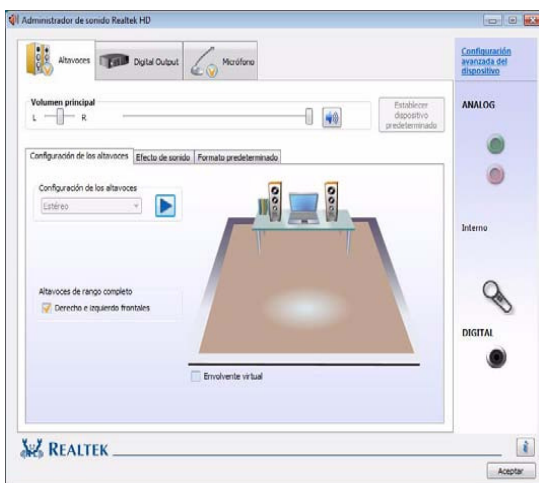 Administrador de sonido Realtek HD
Altavoces
Digital Output
Micrófono
Configuración
avanzada del
dispositivo
Volumen principal
L
R
Establecer
dispositivo
predeterminado
ANALOG
Configuración de los altavoces
Efecto de sonido
Formato predeterminado
Configuración de los altavoces
Estéreo
Interno
Altavoces de rango completo
Derecho e izquierdo frontales
DIGITAL
Envolvente virtual
REALTEK
i
Aceptar